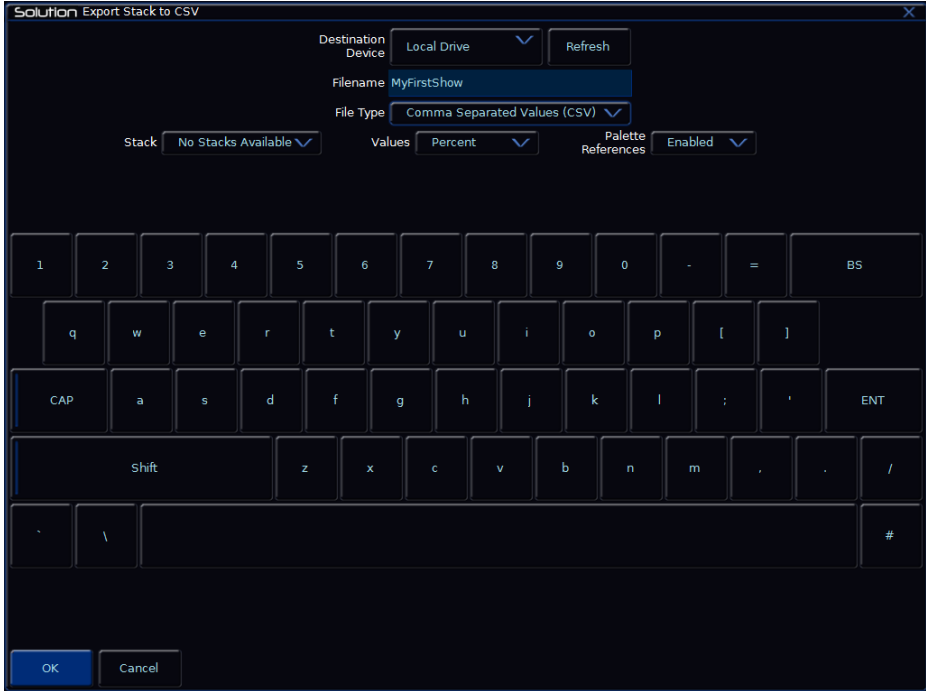 Solution Export Stack to CSV X
Destination Device Local Drive Refresh
Filename MyFirstShow
File Type Comma Separated Values (CSV)
Stack No Stacks Available Values Percent Palette References Enabled
1 2 3 4 5 6 7 8 9 0 - = BS
q w e r t y u i o p [ ]
CAP a s d f g h j k l ; ' ENT
Shift z x c v b n m , . /
` \ #
OK Cancel